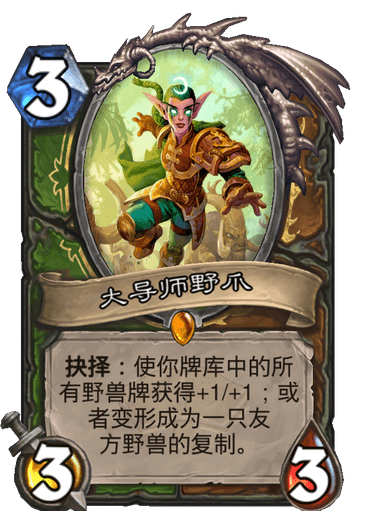 3
大导师野爪
抉择：使你牌库中的所
有野兽牌获得+1/+1；或
者变形成为一只友
方野兽的复制。
3
3